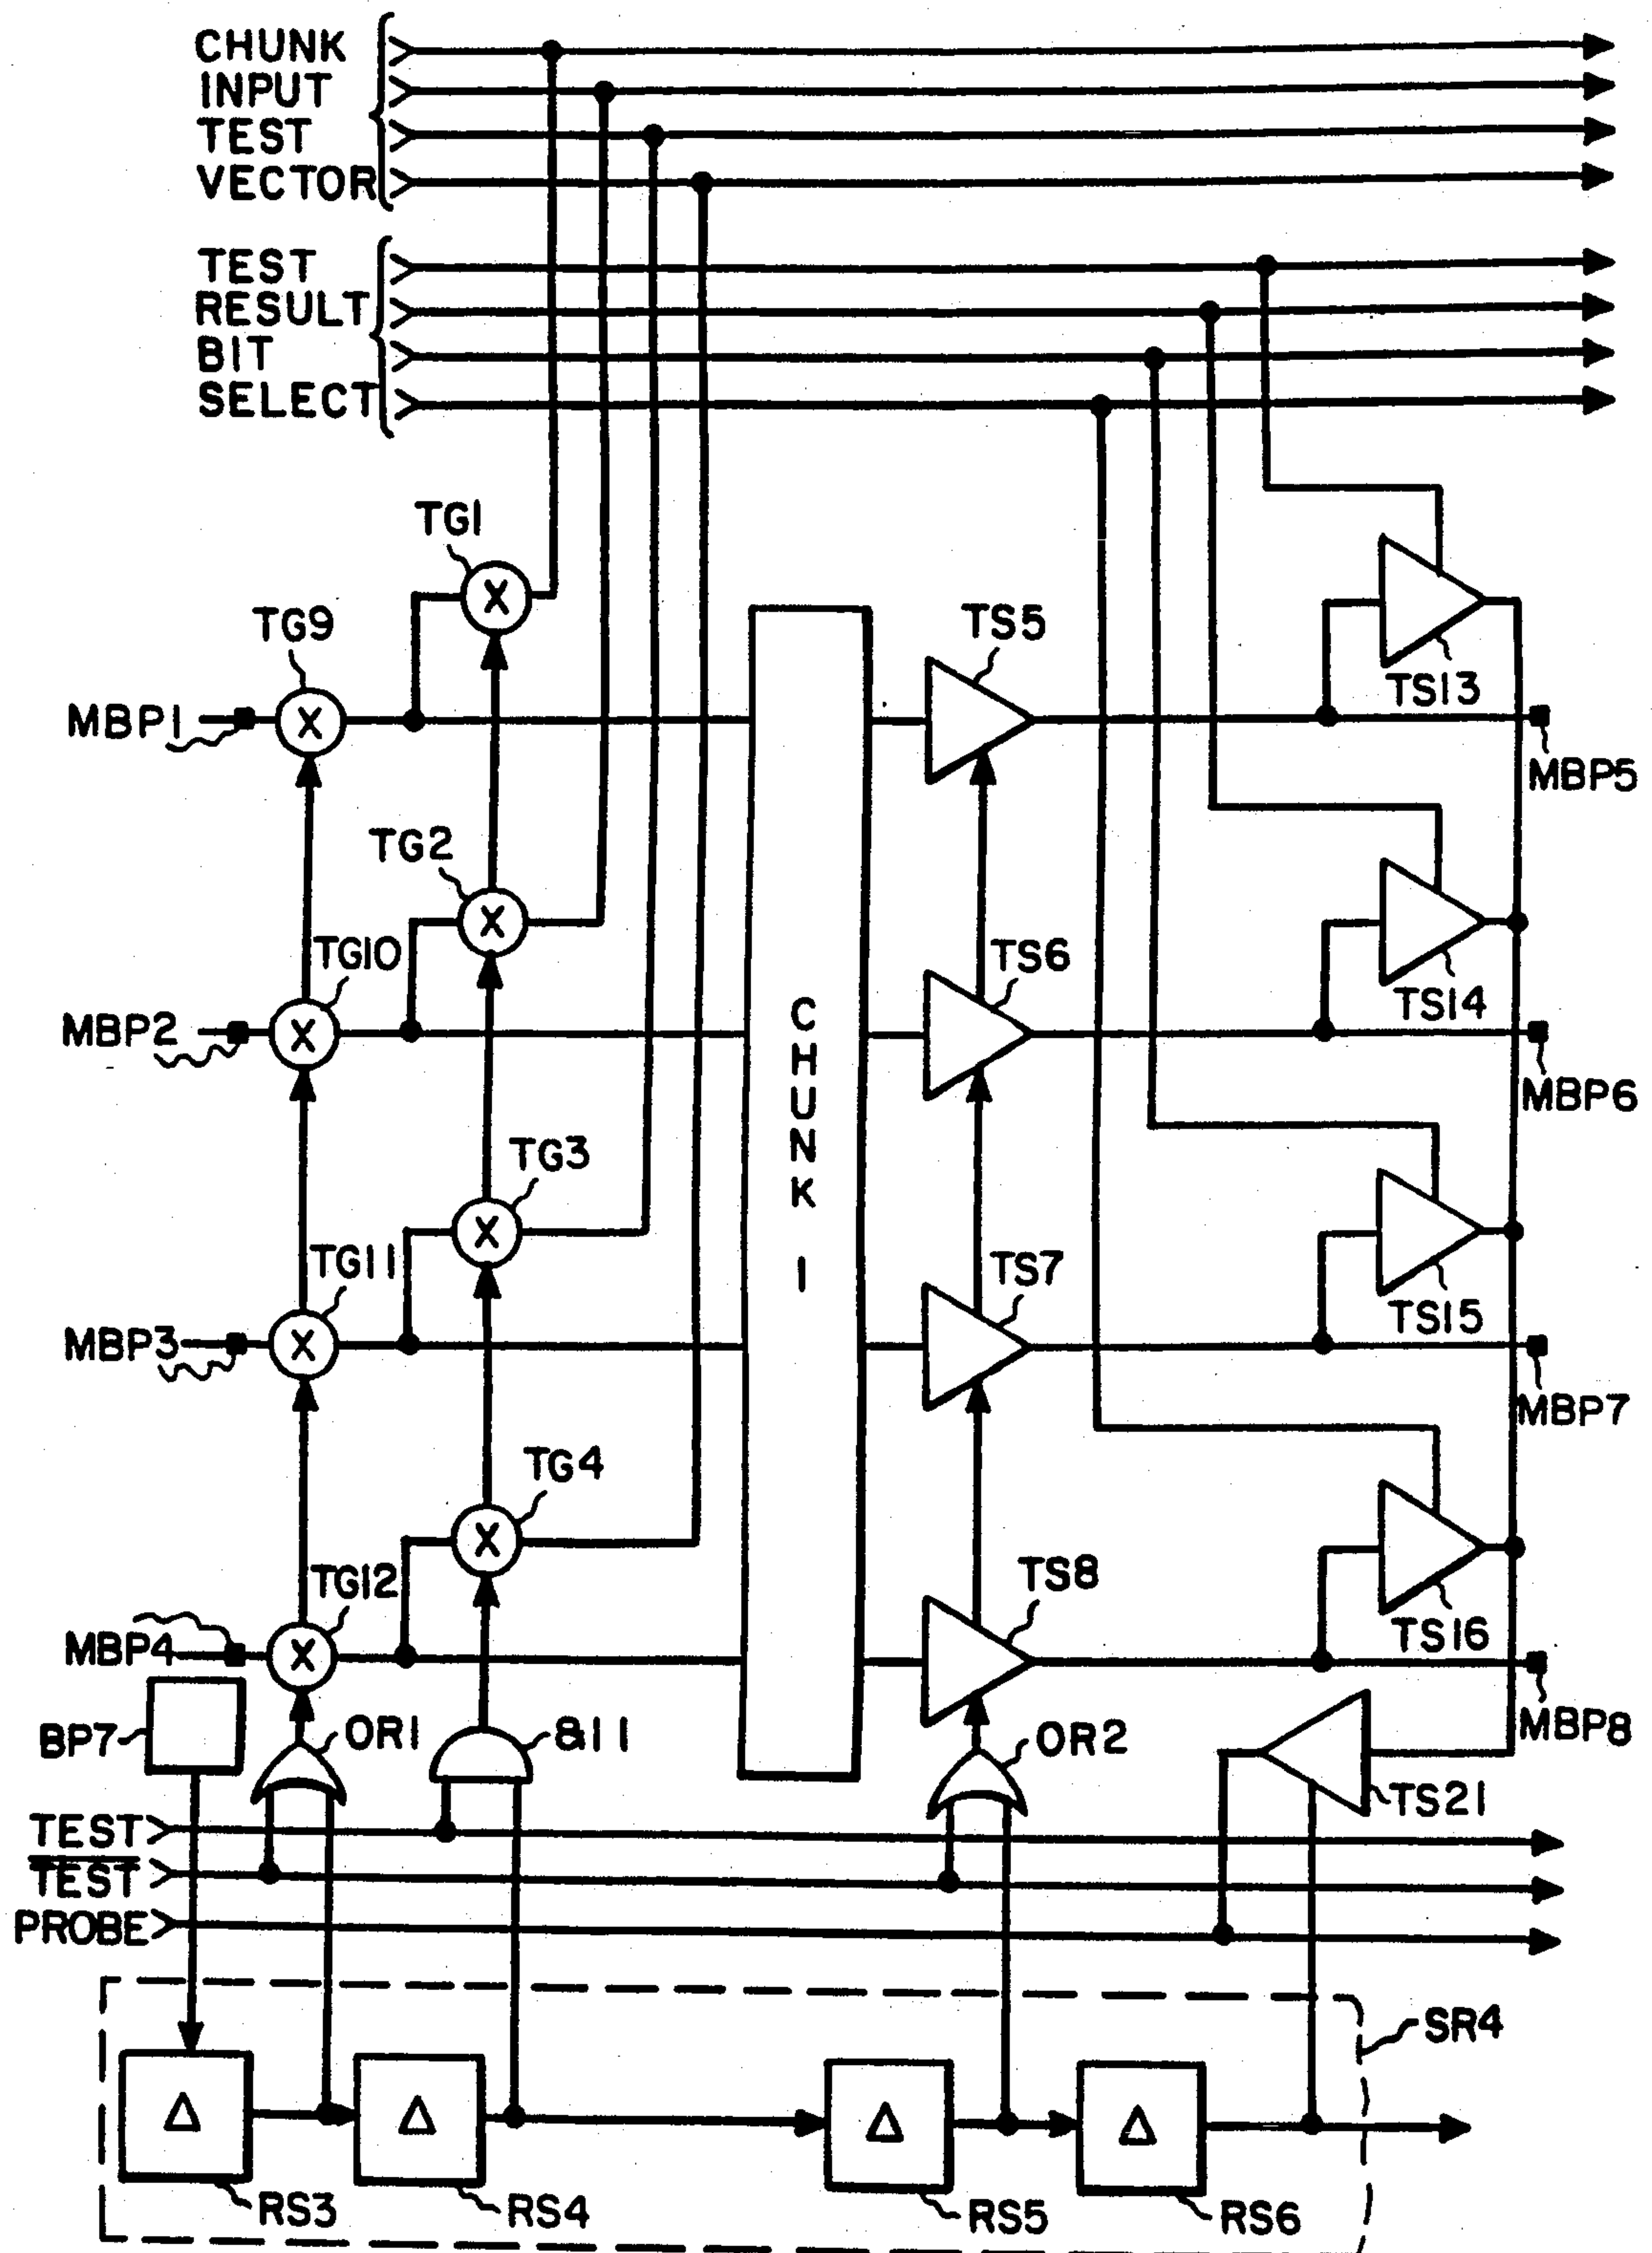 CHUNK
INPUT
TEST
VECTOR
TEST
RESULT
BIT
SELECT
TG1
TG9
TS5
TS13
MBP1
MBP5
TG2
TG10
TS6
TS14
MBP2
MBP6
CHUNK 1
TG3
TG11
TS7
TS15
MBP3
MBP7
TG4
TG12
TS8
TS16
MBP4
MBP8
BP7
OR1
&11
OR2
TS21
TEST
TEST
PROBE
SR4
Δ
Δ
Δ
Δ
RS3
RS4
RS5
RS6
X
X
X
X
X
X
X
X